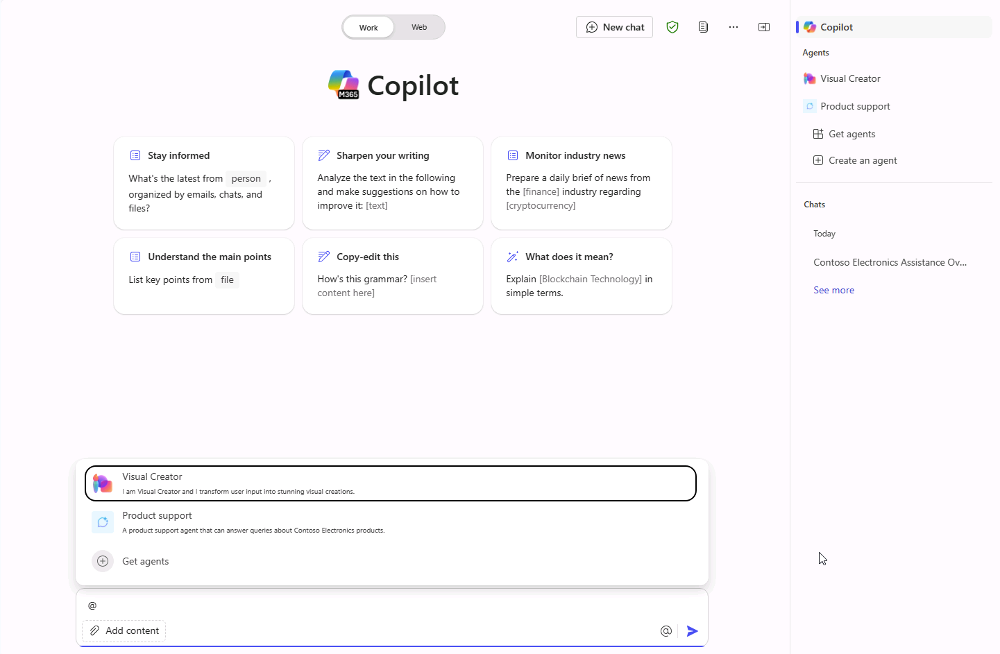 Work
Web
New chat
M365
Copilot
Stay informed
What's the latest from person ,
organized by emails, chats, and
files?
Sharpen your writing
Analyze the text in the following
and make suggestions on how to
improve it: [text]
Monitor industry news
Prepare a daily brief of news from
the [finance] industry regarding
[cryptocurrency]
Understand the main points
List key points from file
Copy-edit this
How's this grammar? [insert
content here]
What does it mean?
Explain [Blockchain Technology] in
simple terms.
Visual Creator
I am Visual Creator and I transform user input into stunning visual creations.
Product support
A product support agent that can answer queries about Contoso Electronics products.
Get agents
@
Add content
@
Copilot
Agents
Visual Creator
Product support
Get agents
Create an agent
Chats
Today
Contoso Electronics Assistance Ov...
See more